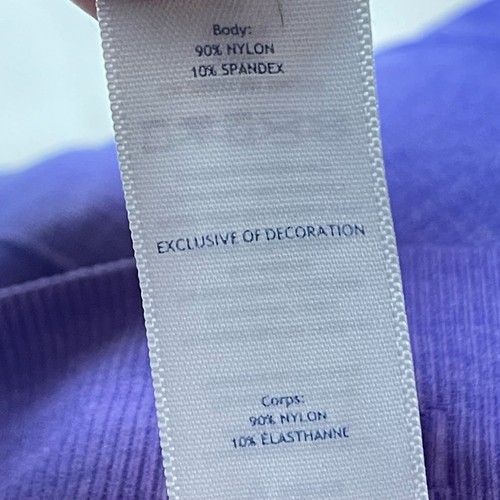 Body:
90% NYLON
10% SPANDEX
EXCLUSIVE OF DECORATION
Corps:
90% NYLON
10% ÉLASTHANNE